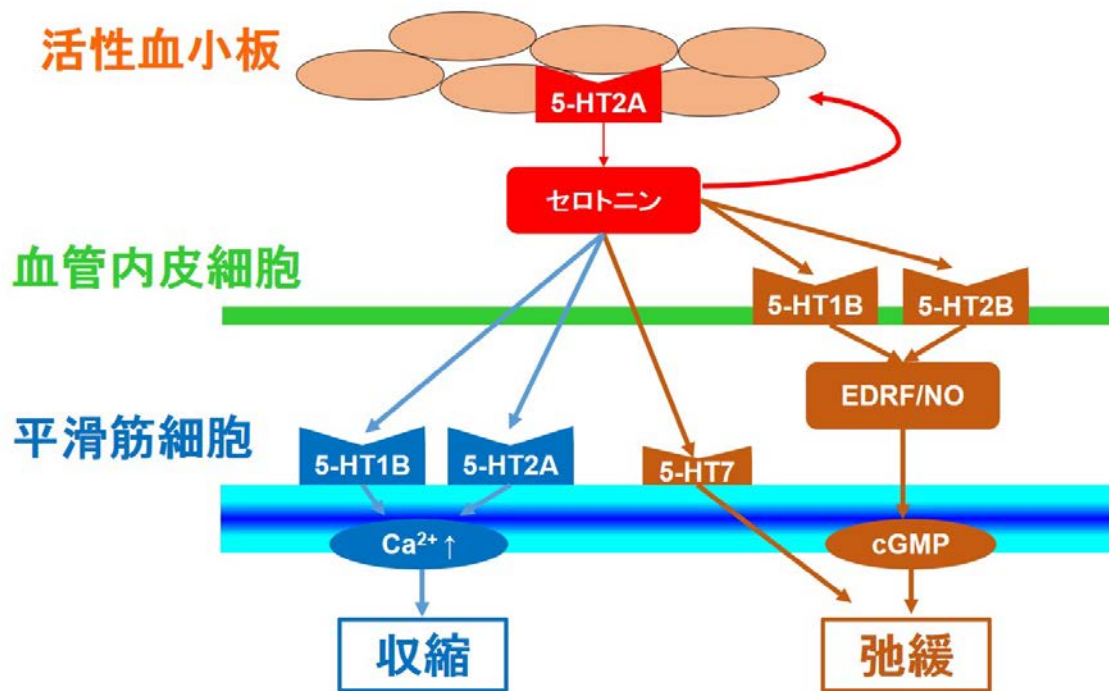 活性血小板
5-HT2A
セロトニン
血管内皮細胞
5-HT1B
5-HT2B
EDRF/NO
平滑筋細胞
5-HT1B
5-HT2A
5-HT7
Ca²⁺↑
cGMP
収縮
弛緩